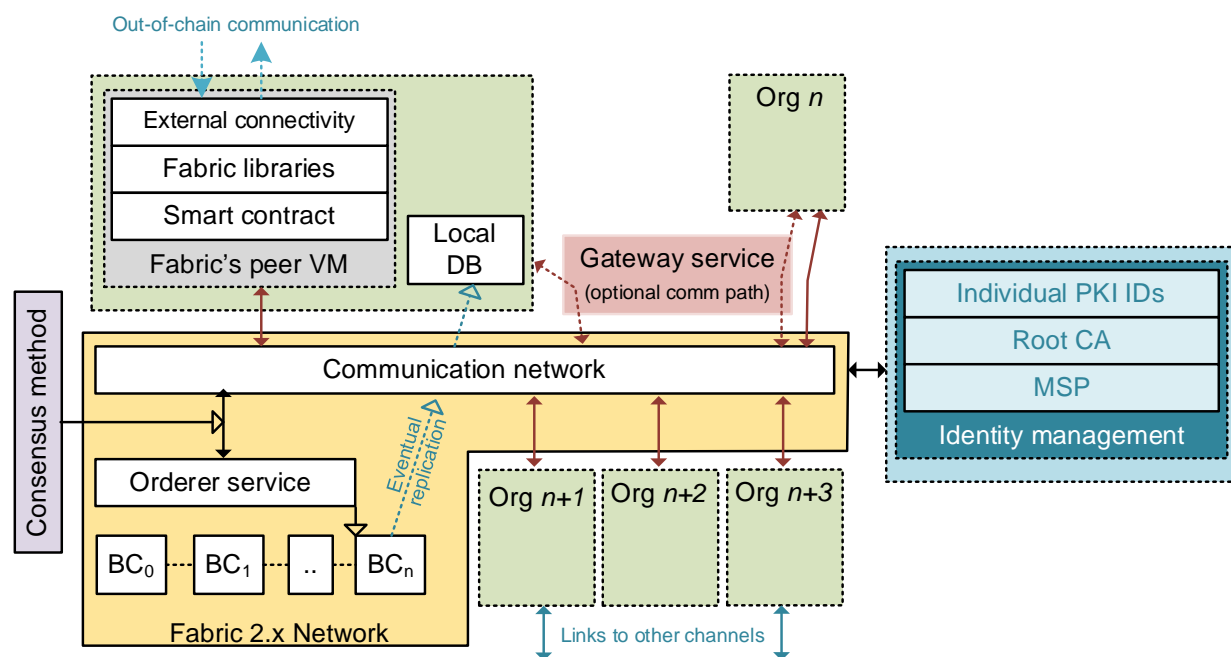 Out-of-chain communication
External connectivity
Fabric libraries
Smart contract
Fabric's peer VM
Local
DB
Org n
Gateway service
(optional comm path)
Individual PKI IDs
Root CA
MSP
Identity management
Consensus method
Communication network
Eventual
replication
Orderer service
BC0
BC1
..
BCn
Fabric 2.x Network
Org n+1
Org n+2
Org n+3
Links to other channels